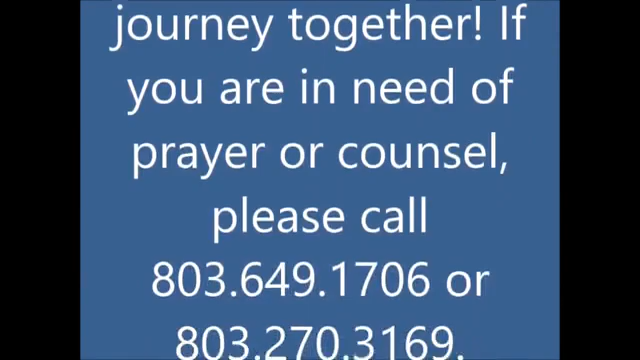 journey together! If
you are in need of
prayer or counsel,
please call
803.649.1706 or
803.270.3169.